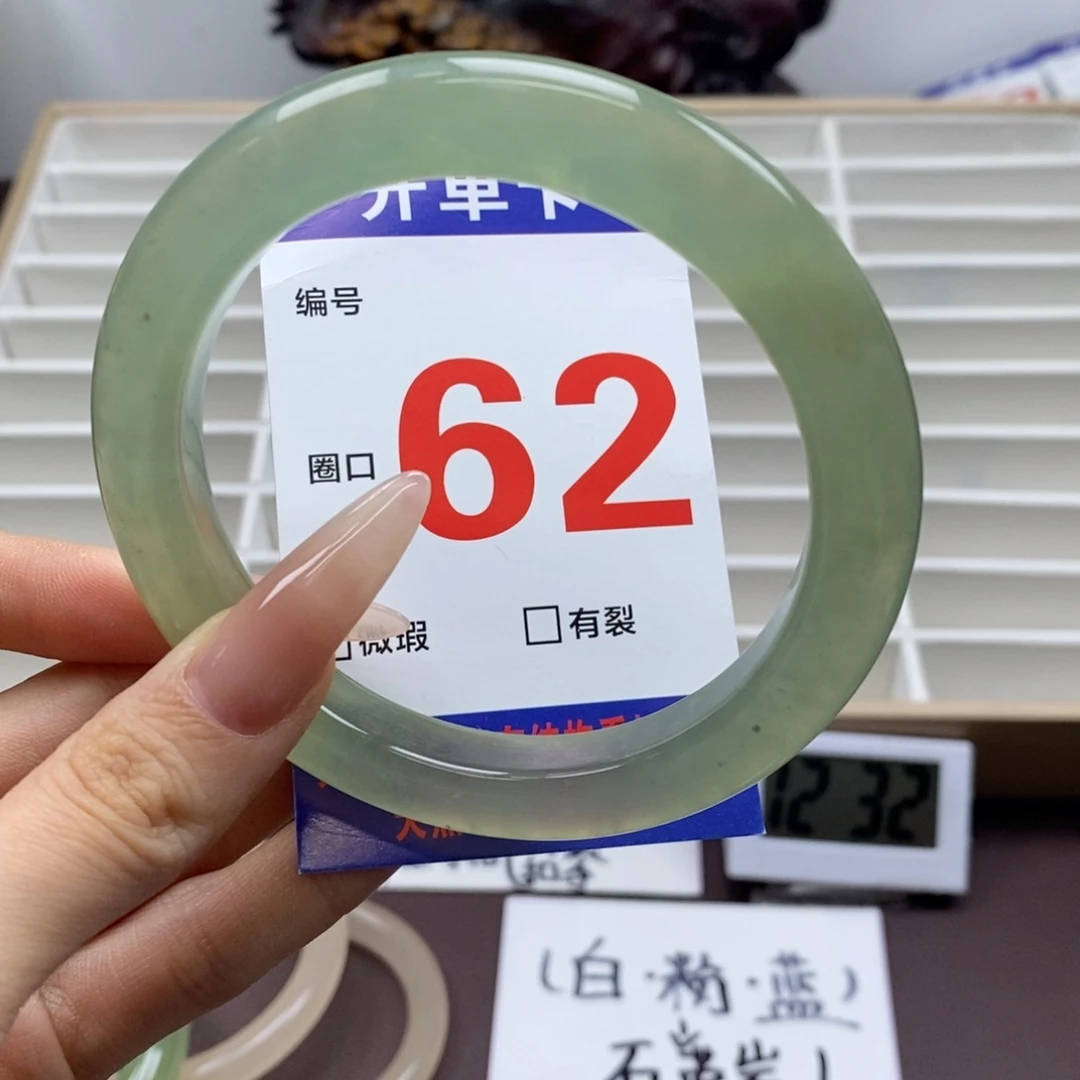 开单卡
编号
圈口 62
微瑕 有裂
12 32
(白·粉·蓝)